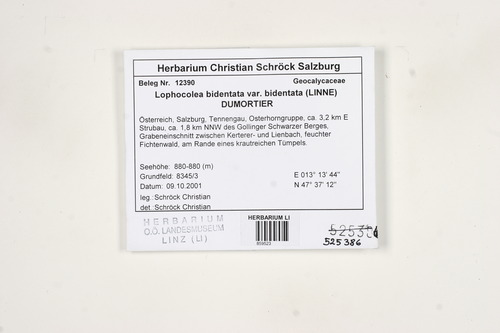 Herbarium Christian Schröck Salzburg
Beleg Nr. 12390 Geocalycaceae
Lophocolea bidentata var. bidentata (LINNE)
DUMORTIER
Österreich, Salzburg, Tennengau, Osterhorngruppe, ca. 3,2 km E
Strubau, ca. 1,8 km NNW des Gollinger Schwarzer Berges,
Grabeneinschnitt zwischen Kerterer- und Lienbach, feuchter
Fichtenwald, am Rande eines krautreichen Tümpels.
Seehöhe: 880-880 (m)
Grundfeld: 8345/3 E 013° 13' 44"
Datum: 09.10.2001 N 47° 37' 12"
leg.:Schröck Christian
det.:Schröck Christian
HERBARIUM
O.Ö. LANDESMUSEUM
LINZ (LI)
HERBARIUM LI
525386